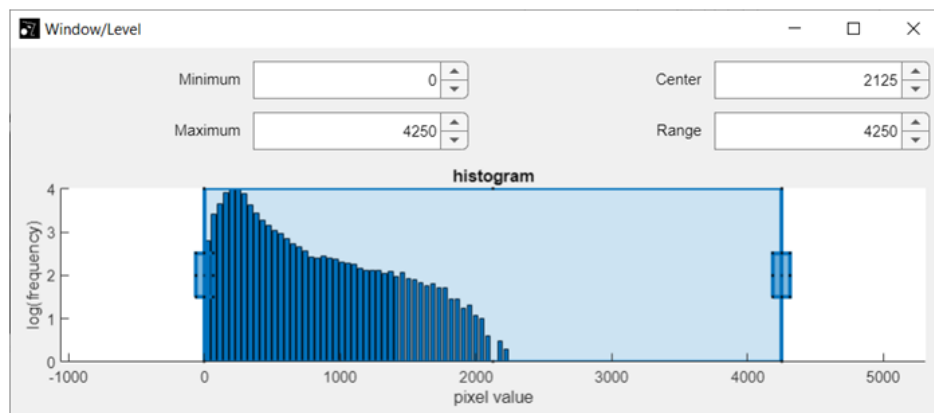 Window/Level
Minimum 0 Center 2125
Maximum 4250 Range 4250
histogram
4
3
2
1
0
log(frequency)
-1000 0 1000 2000 3000 4000 5000
pixel value